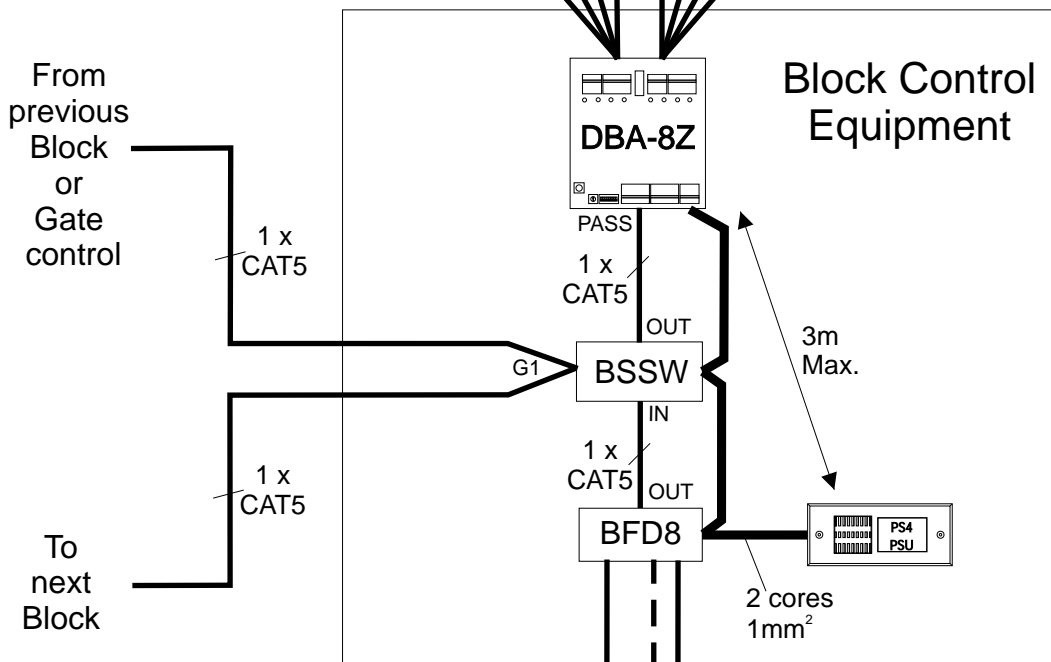 Block Control
Equipment
From
previous
Block
or
Gate
control
DBA-8Z
PASS
1 x
CAT5
1 x
CAT5
OUT
3m
Max.
G1
BSSW
IN
1 x
CAT5
1 x
CAT5
OUT
BFD8
PS4
PSU
To
next
Block
2 cores
1mm²